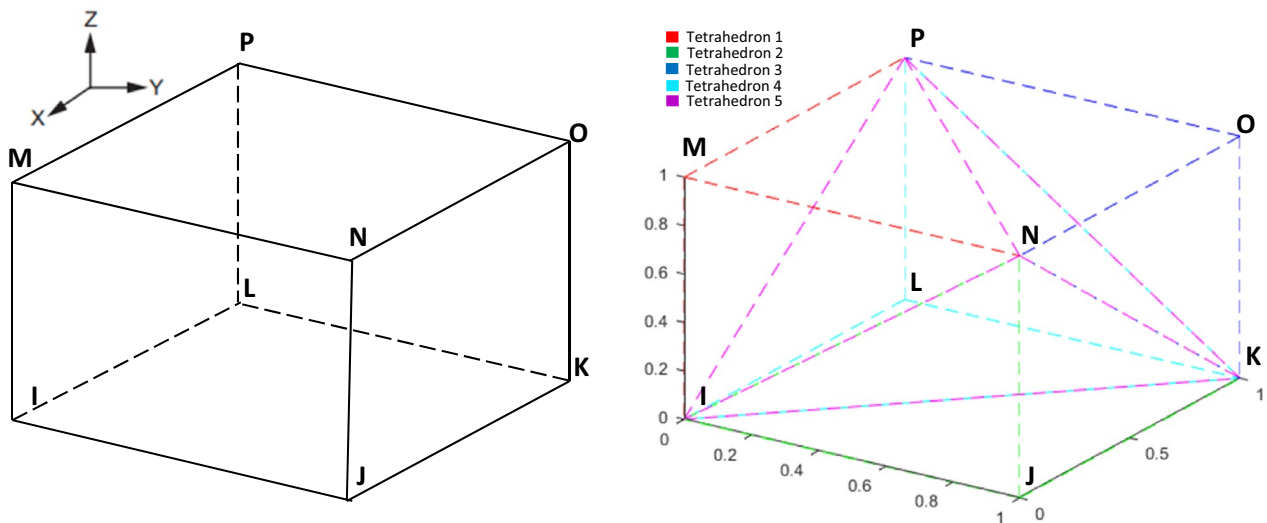 Z
Y
X
P
M
O
N
L
I
K
J
Tetrahedron 1
Tetrahedron 2
Tetrahedron 3
Tetrahedron 4
Tetrahedron 5
P
O
M
N
L
K
I
J
1
0.8
0.6
0.4
0.2
0
0
0.2
0.4
0.6
0.8
1
0
0.5
1